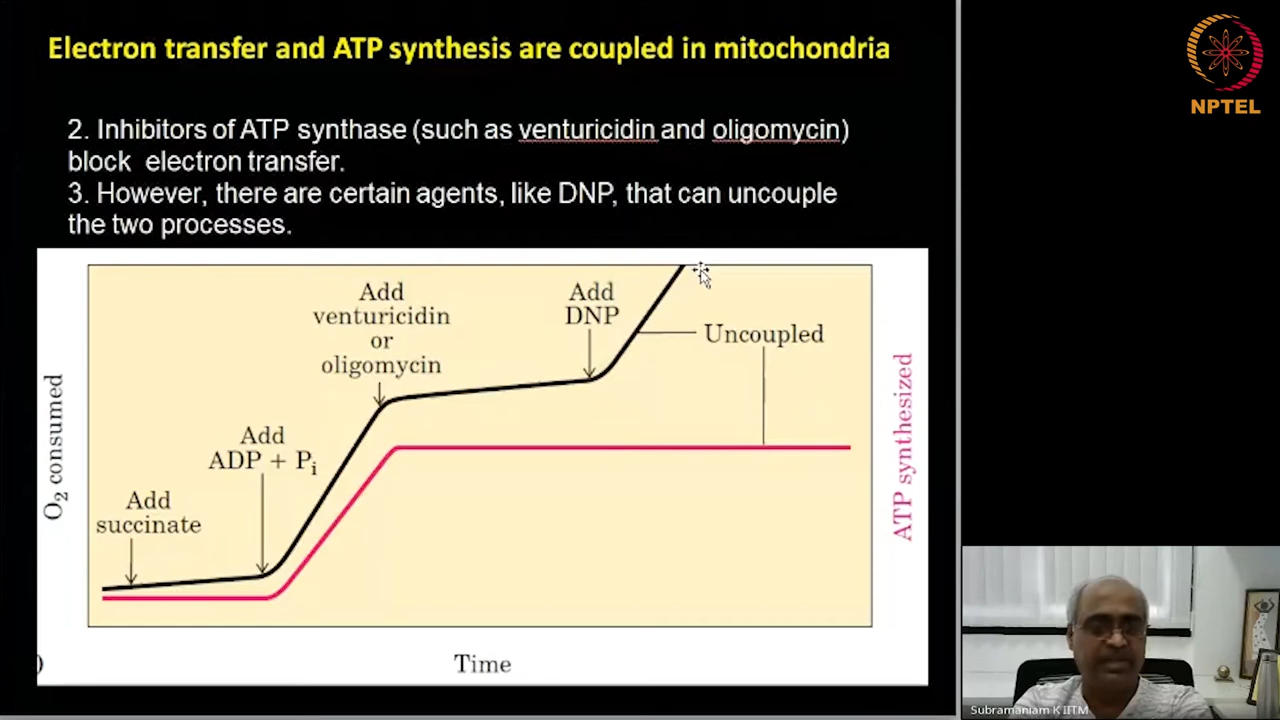 Electron transfer and ATP synthesis are coupled in mitochondria
NPTEL
2. Inhibitors of ATP synthase (such as venturicidin and oligomycin)
block electron transfer.
3. However, there are certain agents, like DNP, that can uncouple
the two processes.
Add
venturicidin
or
oligomycin
Add
DNP
Uncoupled
Add
ADP + Pi
Add
succinate
O2 consumed
ATP synthesized
)
Time
Subramaniam K IITM